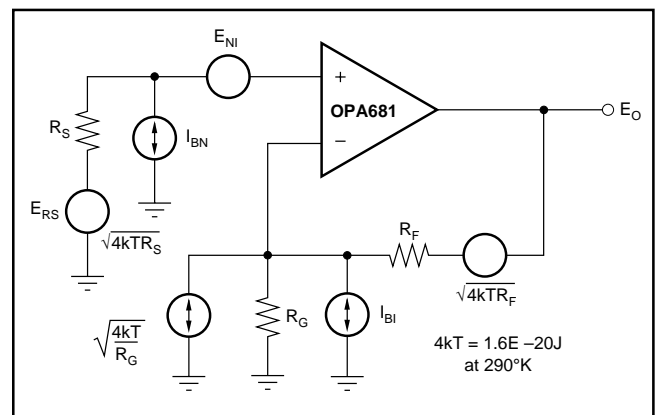 E_NI
+
OPA681
−
E_O
R_S
I_BN
E_RS
√4kTR_S
R_F
√4kTR_F
√4kT/R_G
R_G
I_BI
4kT = 1.6E –20J
at 290°K